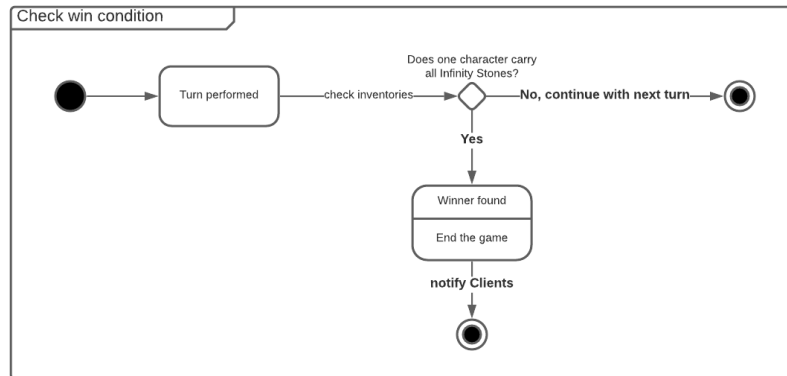 Check win condition
Does one character carry
all Infinity Stones?
Turn performed
check inventories
No, continue with next turn
Yes
Winner found
End the game
notify Clients